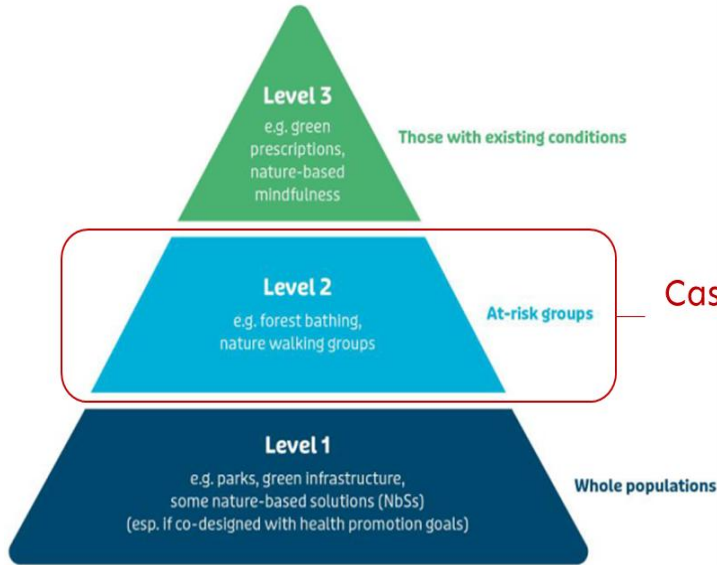 Level 3
e.g. green
prescriptions,
nature-based
mindfulness
Those with existing conditions
Level 2
e.g. forest bathing,
nature walking groups
At-risk groups
Cas
Level 1
e.g. parks, green infrastructure,
some nature-based solutions (NbSs)
(esp. if co-designed with health promotion goals)
Whole populations